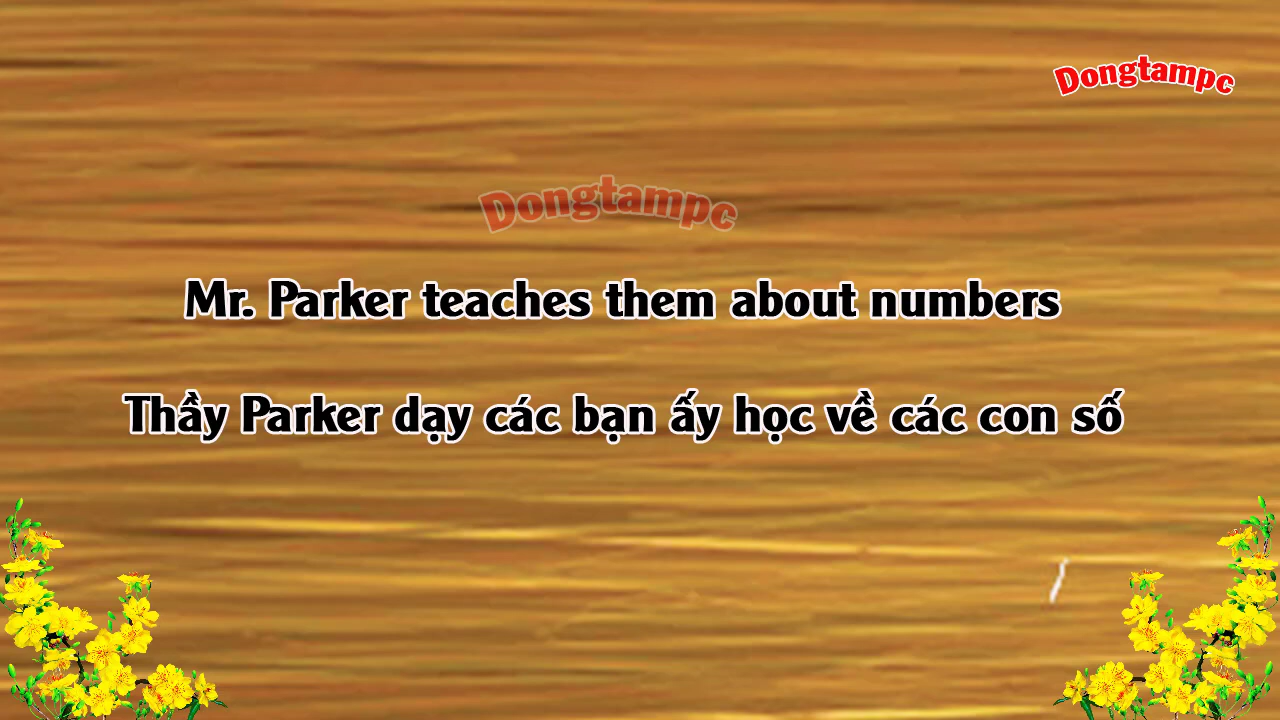 Dongtampc
Dongtampc
Mr. Parker teaches them about numbers
Thầy Parker dạy các bạn ấy học về các con số